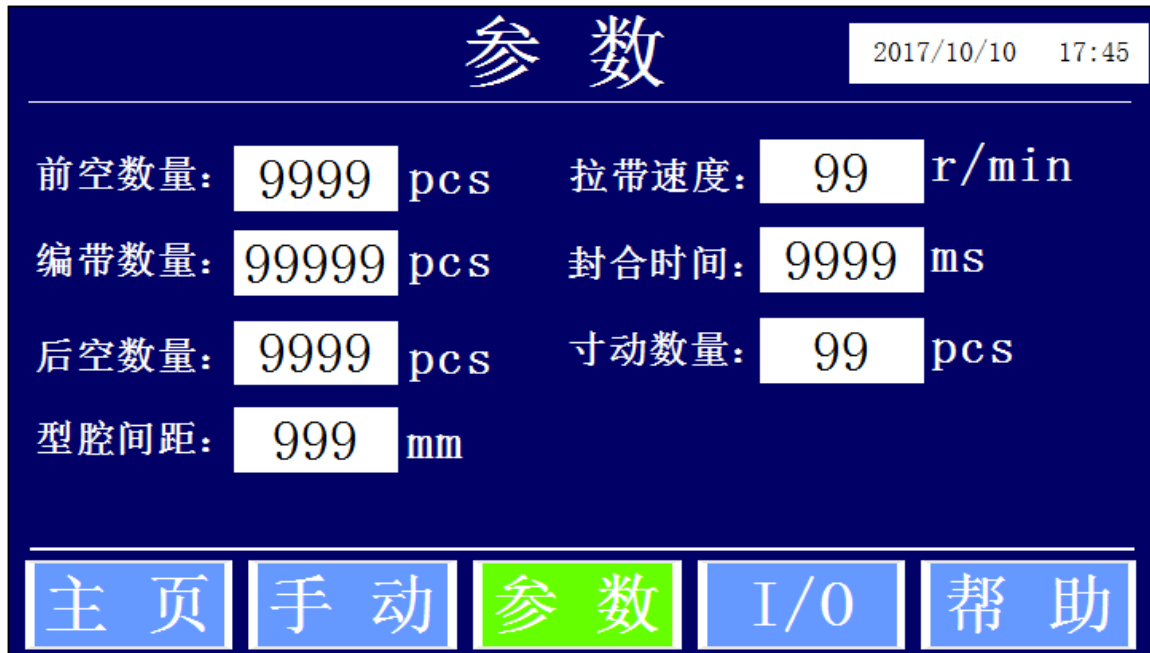 参 数
2017/10/10 17:45
前空数量： 9999 pcs 拉带速度： 99 r/min
编带数量： 99999 pcs 封合时间： 9999 ms
后空数量： 9999 pcs 寸动数量： 99 pcs
型腔间距： 999 mm
主 页 手 动 参 数 I/O 帮 助